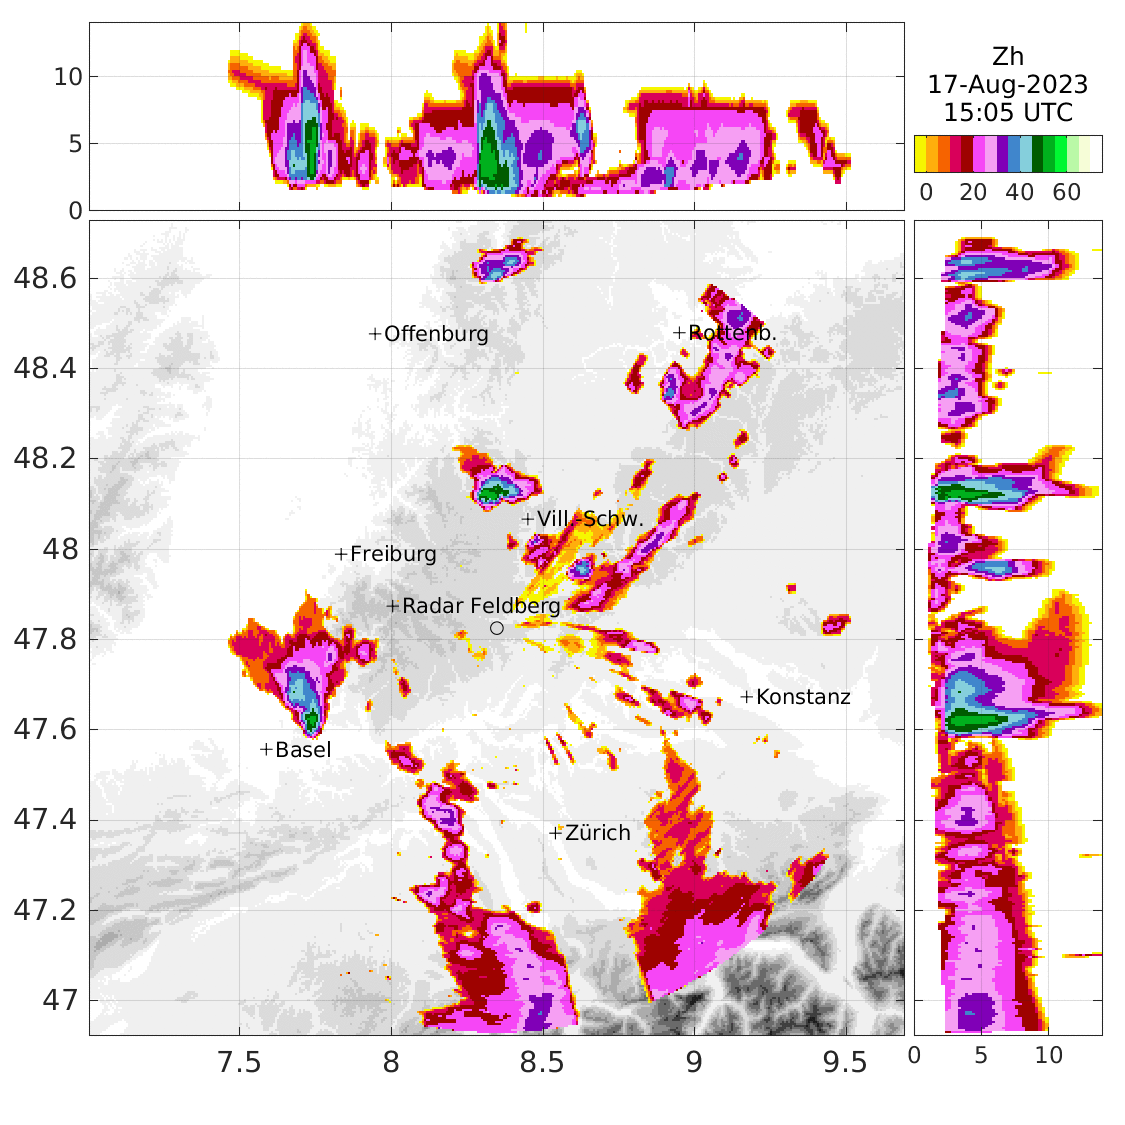 10
5
0
Zh
17-Aug-2023
15:05 UTC
0 20 40 60
48.6
48.4
48.2
48
47.8
47.6
47.4
47.2
47
+Offenburg
+Rottenb.
+Vill.-Schw.
+Freiburg
+Radar Feldberg
+Konstanz
+Basel
+Zürich
7.5 8 8.5 9 9.5
0 5 10